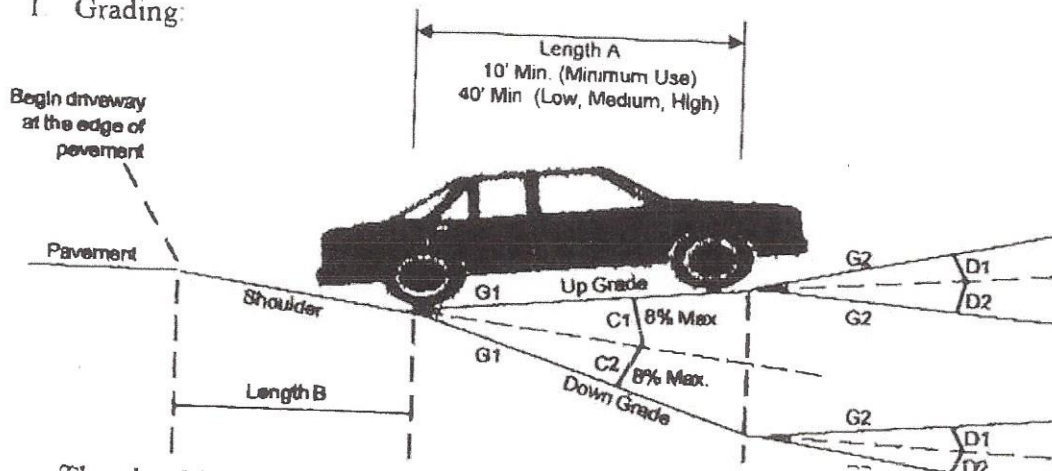 1 Grading:
Length A
10' Min. (Minimum Use)
40' Min (Low, Medium, High)
Begin driveway
at the edge of
pavement
Pavement
Shoulder
G1
Up Grade
G2
D1
D2
G2
C1
8% Max
G1
C2
8% Max.
Down Grade
Length B
G2
D1
D2